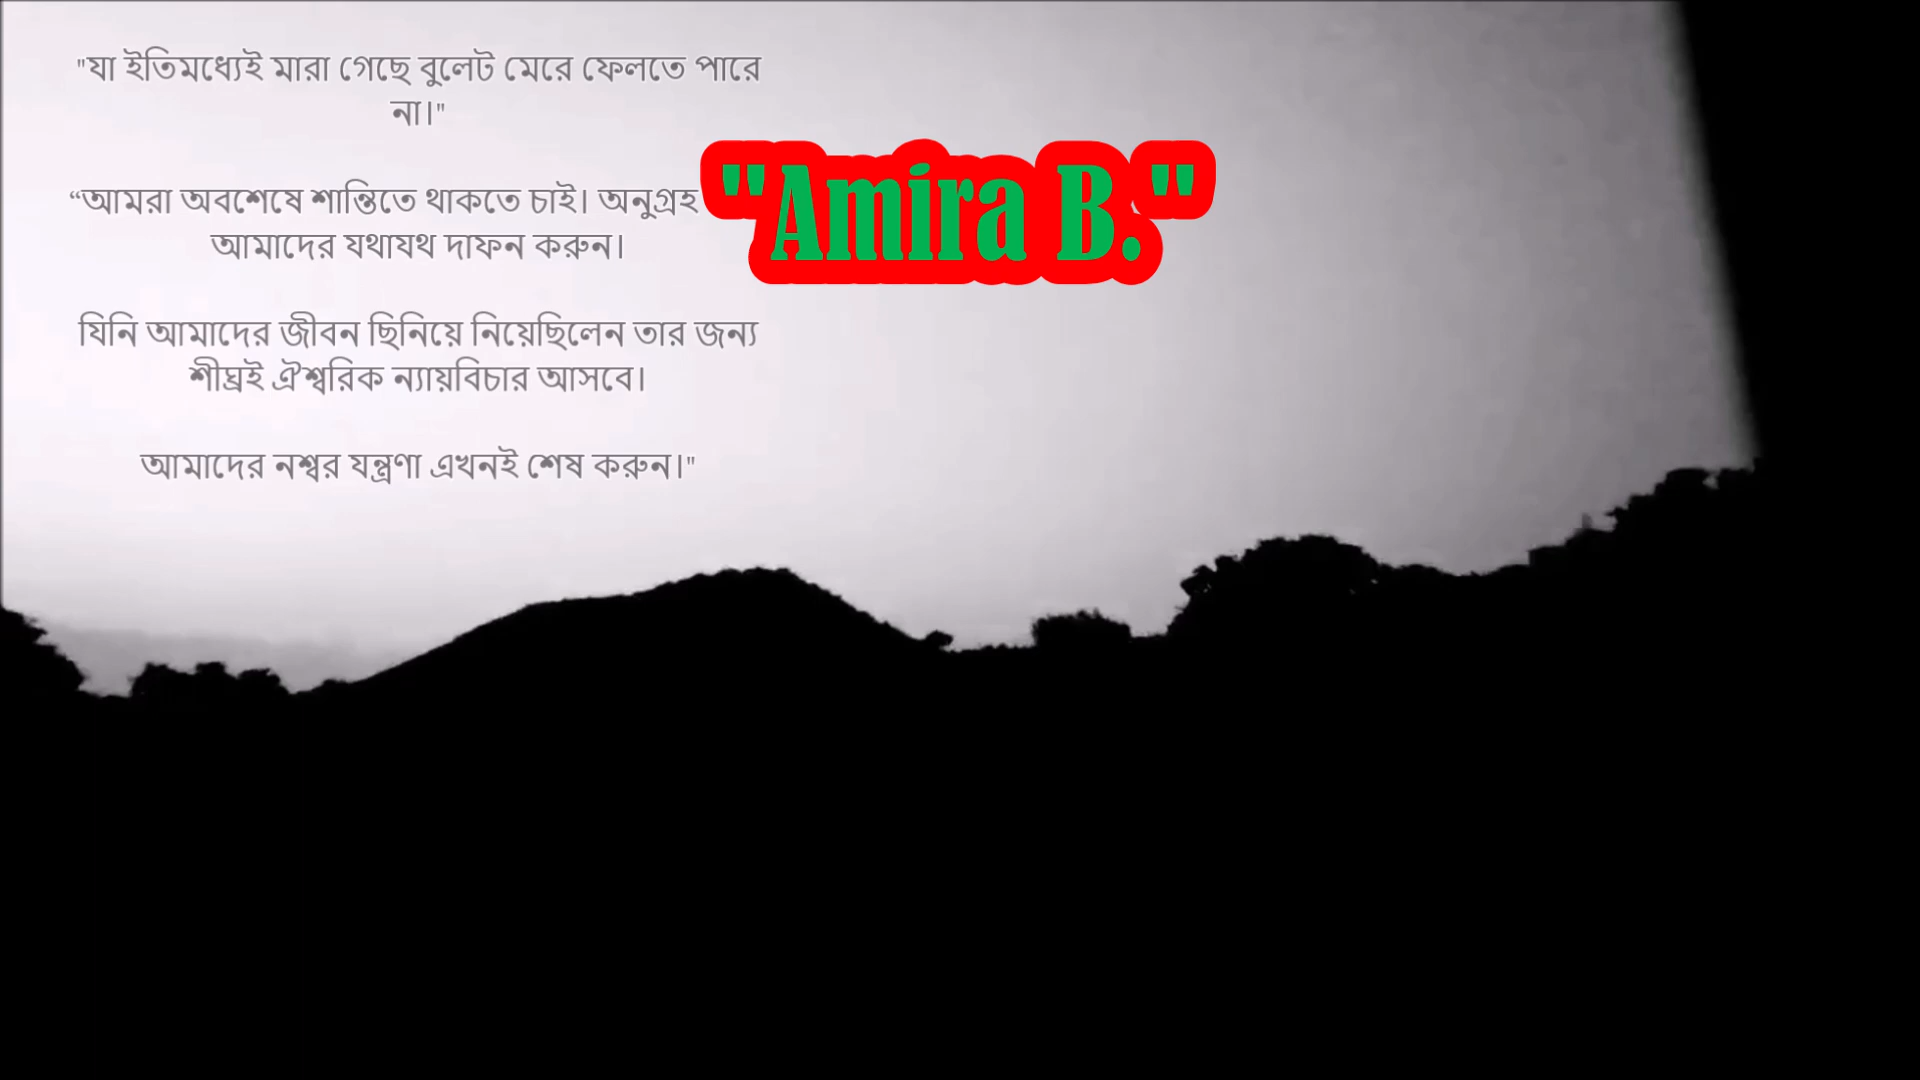 "যা ইতিমধ্যেই মারা গেছে বুলেট মেরে ফেলতে পারে
না।"
"Amira B."
“আমরা অবশেষে শান্তিতে থাকতে চাই। অনুগ্রহ
আমাদের যথাযথ দাফন করুন।
যিনি আমাদের জীবন ছিনিয়ে নিয়েছিলেন তার জন্য
শীঘ্রই ঐশ্বরিক ন্যায়বিচার আসবে।
আমাদের নশ্বর যন্ত্রণা এখনই শেষ করুন।"